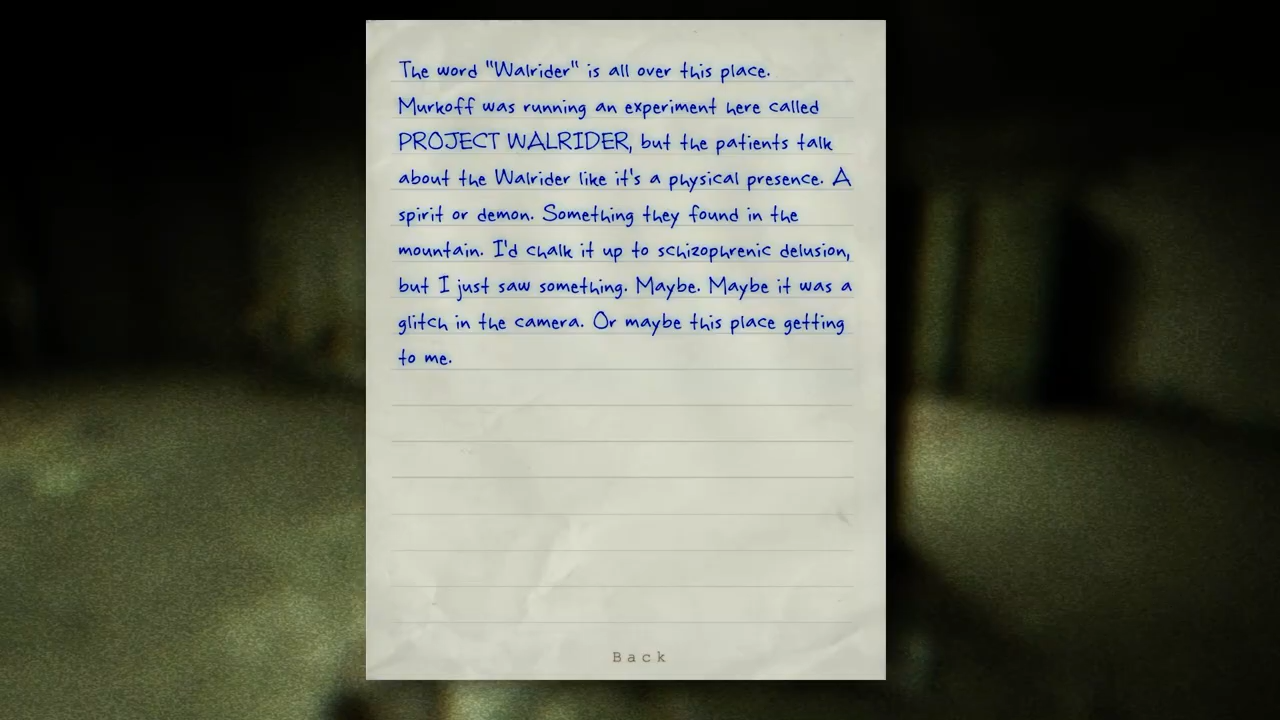 The word "Walrider" is all over this place.
Murkoff was running an experiment here called
PROJECT WALRIDER, but the patients talk
about the Walrider like it's a physical presence. A
spirit or demon. Something they found in the
mountain. I'd chalk it up to schizophrenic delusion,
but I just saw something. Maybe. Maybe it was a
glitch in the camera. Or maybe this place getting
to me.
Back